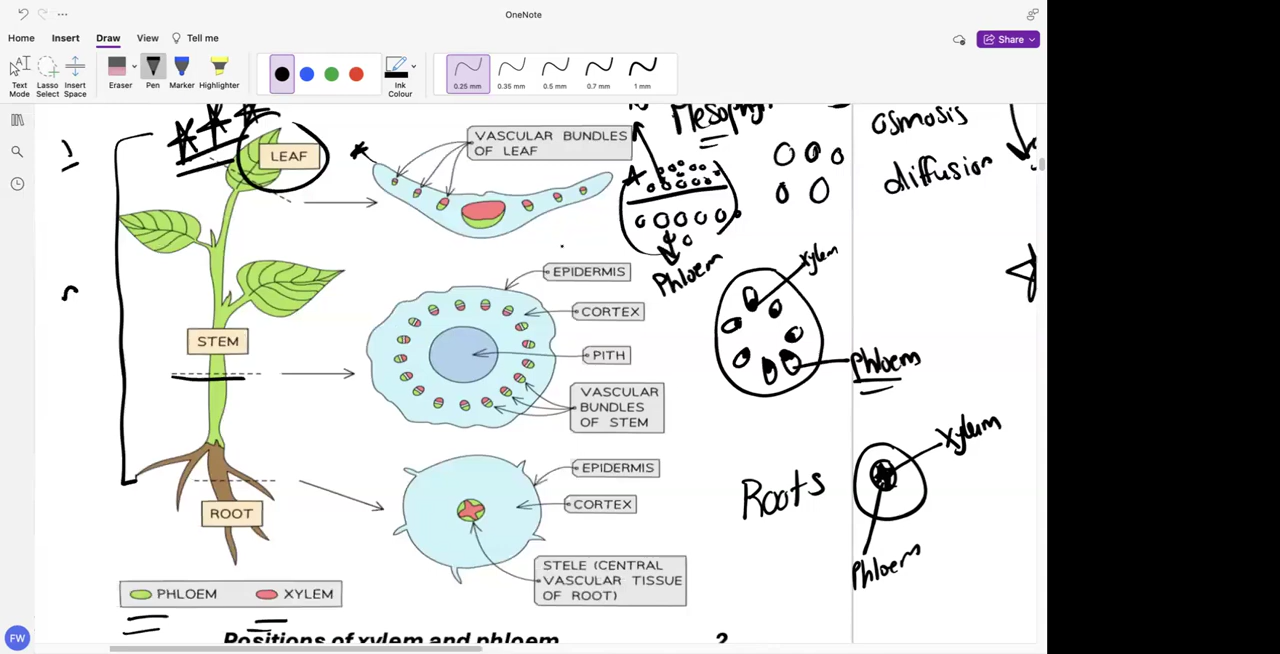 OneNote
Home Insert Draw View Tell me
Share
Text Mode
Lasso Select
Insert Space
Eraser
Pen
Marker
Highlighter
Ink Colour
0.25 mm
0.35 mm
0.5 mm
0.7 mm
1 mm
LEAF
VASCULAR BUNDLES
OF LEAF
osmosis
diffusion
Phloem
STEM
EPIDERMIS
CORTEX
PITH
VASCULAR
BUNDLES
OF STEM
xylem
Phloem
ROOT
EPIDERMIS
CORTEX
STELE (CENTRAL
VASCULAR TISSUE
OF ROOT)
Roots
Xylem
Phloem
PHLOEM XYLEM
FW
Positions of xylem and phloem 2